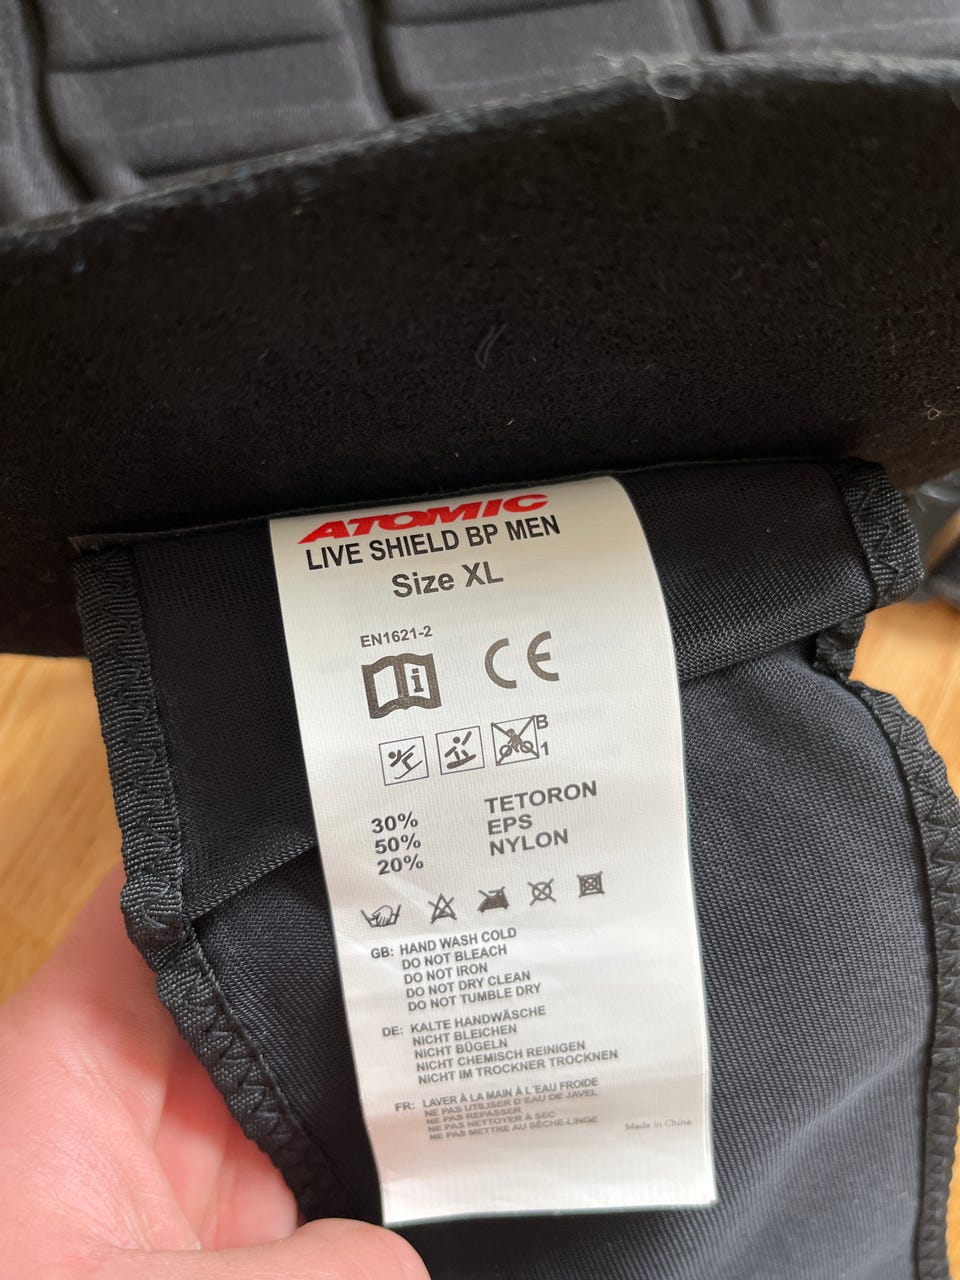 ATOMIC
LIVE SHIELD BP MEN
Size XL
EN1621-2
i
CE
B
1
30% TETORON
50% EPS
20% NYLON
GB: HAND WASH COLD
DO NOT BLEACH
DO NOT IRON
DO NOT DRY CLEAN
DO NOT TUMBLE DRY
DE: KALTE HANDWÄSCHE
NICHT BLEICHEN
NICHT BÜGELN
NICHT CHEMISCH REINIGEN
NICHT IM TROCKNER TROCKNEN
FR: LAVER À LA MAIN À L'EAU FROIDE
NE PAS UTILISER D'EAU DE JAVEL
NE PAS REPASSER
NE PAS NETTOYER À SEC
NE PAS METTRE AU SÈCHE-LINGE
Made in China